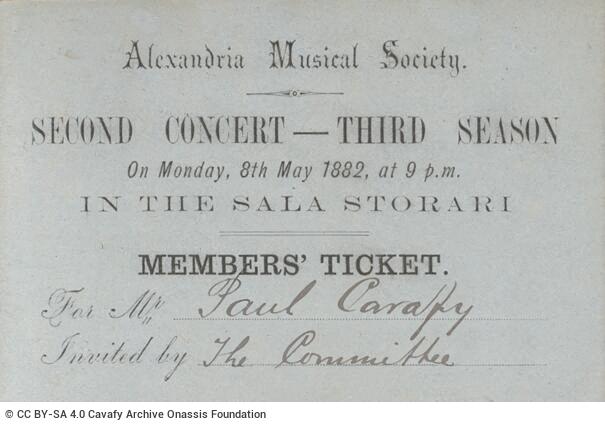 Alexandria Musical Society.
SECOND CONCERT — THIRD SEASON
On Monday, 8th May 1882, at 9 p.m.
IN THE SALA STORARI
MEMBERS' TICKET.
For Mr Paul Cavaffy
Invited by The Committee
© CC BY-SA 4.0 Cavafy Archive Onassis Foundation